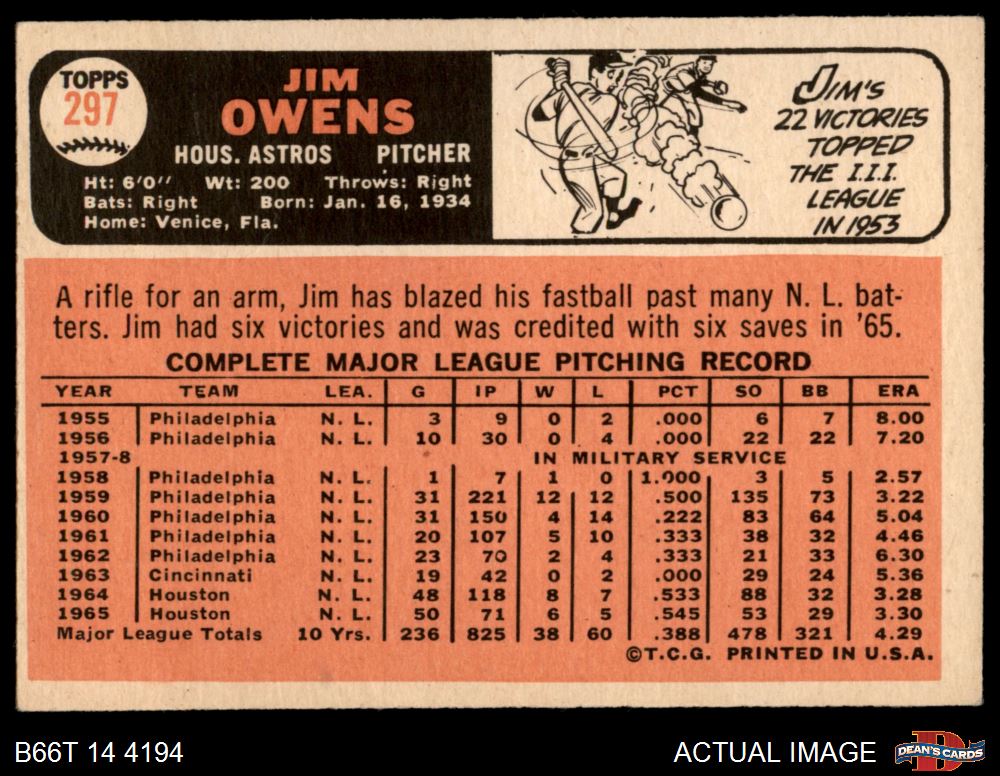 TOPPS
297
JIM
OWENS
HOUS. ASTROS PITCHER
Ht: 6'0" Wt: 200 Throws: Right
Bats: Right Born: Jan. 16, 1934
Home: Venice, Fla.
JIM'S
22 VICTORIES
TOPPED
THE I.I.I.
LEAGUE
IN 1953
A rifle for an arm, Jim has blazed his fastball past many N. L. bat-
ters. Jim had six victories and was credited with six saves in '65.
COMPLETE MAJOR LEAGUE PITCHING RECORD
YEAR TEAM LEA. G IP W L PCT SO BB ERA
1955 Philadelphia N. L. 3 9 0 2 .000 6 7 8.00
1956 Philadelphia N. L. 10 30 0 4 .000 22 22 7.20
1957-8 IN MILITARY SERVICE
1958 Philadelphia N. L. 1 7 1 0 1.000 3 5 2.57
1959 Philadelphia N. L. 31 221 12 12 .500 135 73 3.22
1960 Philadelphia N. L. 31 150 4 14 .222 83 64 5.04
1961 Philadelphia N. L. 20 107 5 10 .333 38 32 4.46
1962 Philadelphia N. L. 23 70 2 4 .333 21 33 6.30
1963 Cincinnati N. L. 19 42 0 2 .000 29 24 5.36
1964 Houston N. L. 48 118 8 7 .533 88 32 3.28
1965 Houston N. L. 50 71 6 5 .545 53 29 3.30
Major League Totals 10 Yrs. 236 825 38 60 .388 478 321 4.29
©T.C.G. PRINTED IN U.S.A.
B66T 14 4194 ACTUAL IMAGE DEAN'S CARDS